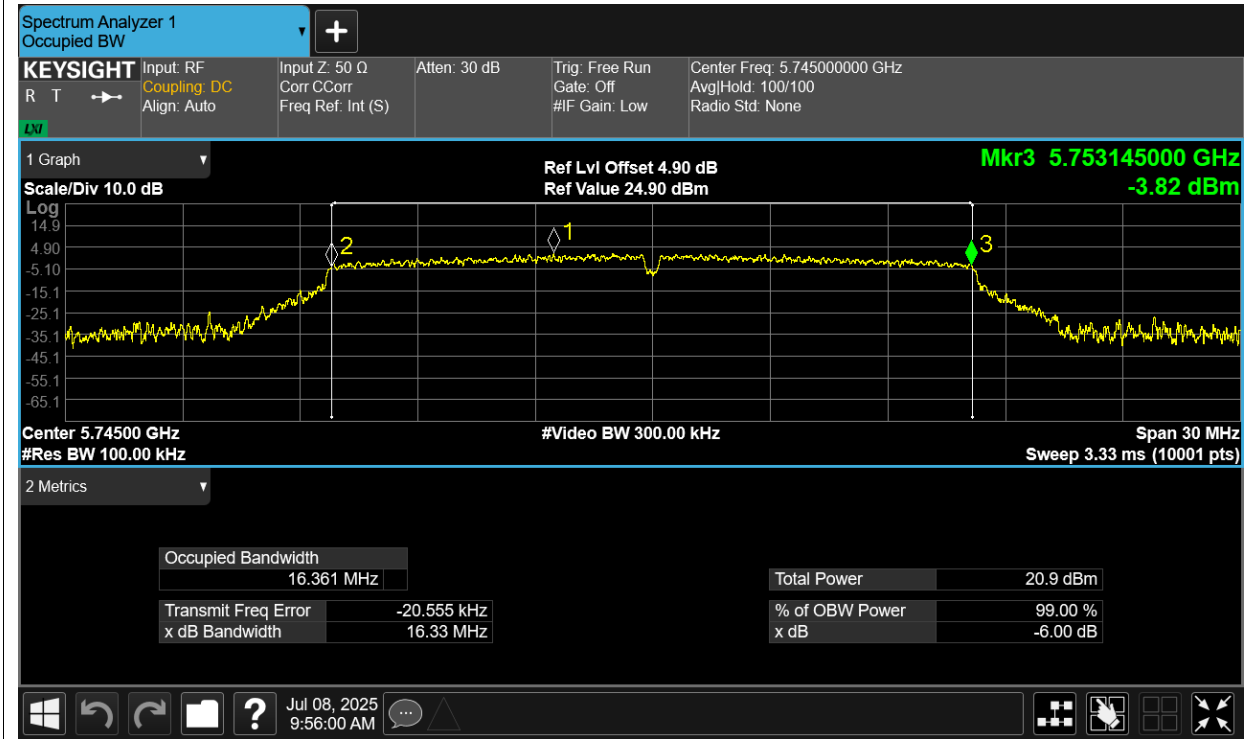 Spectrum Analyzer 1
Occupied BW
KEYSIGHT
R T
LXI
Input: RF
Coupling: DC
Align: Auto
Input Z: 50 Ω
Corr CCorr
Freq Ref: Int (S)
Atten: 30 dB
Trig: Free Run
Gate: Off
#IF Gain: Low
Center Freq: 5.745000000 GHz
Avg|Hold: 100/100
Radio Std: None
1 Graph
Scale/Div 10.0 dB
Ref Lvl Offset 4.90 dB
Ref Value 24.90 dBm
Mkr3 5.753145000 GHz
-3.82 dBm
Log
14.9
4.90
-5.10
-15.1
-25.1
-35.1
-45.1
-55.1
-65.1
2
1
3
Center 5.74500 GHz
#Video BW 300.00 kHz
Span 30 MHz
#Res BW 100.00 kHz
Sweep 3.33 ms (10001 pts)
2 Metrics
Occupied Bandwidth
16.361 MHz
Transmit Freq Error -20.555 kHz
x dB Bandwidth 16.33 MHz
Total Power 20.9 dBm
% of OBW Power 99.00 %
x dB -6.00 dB
?
Jul 08, 2025
9:56:00 AM